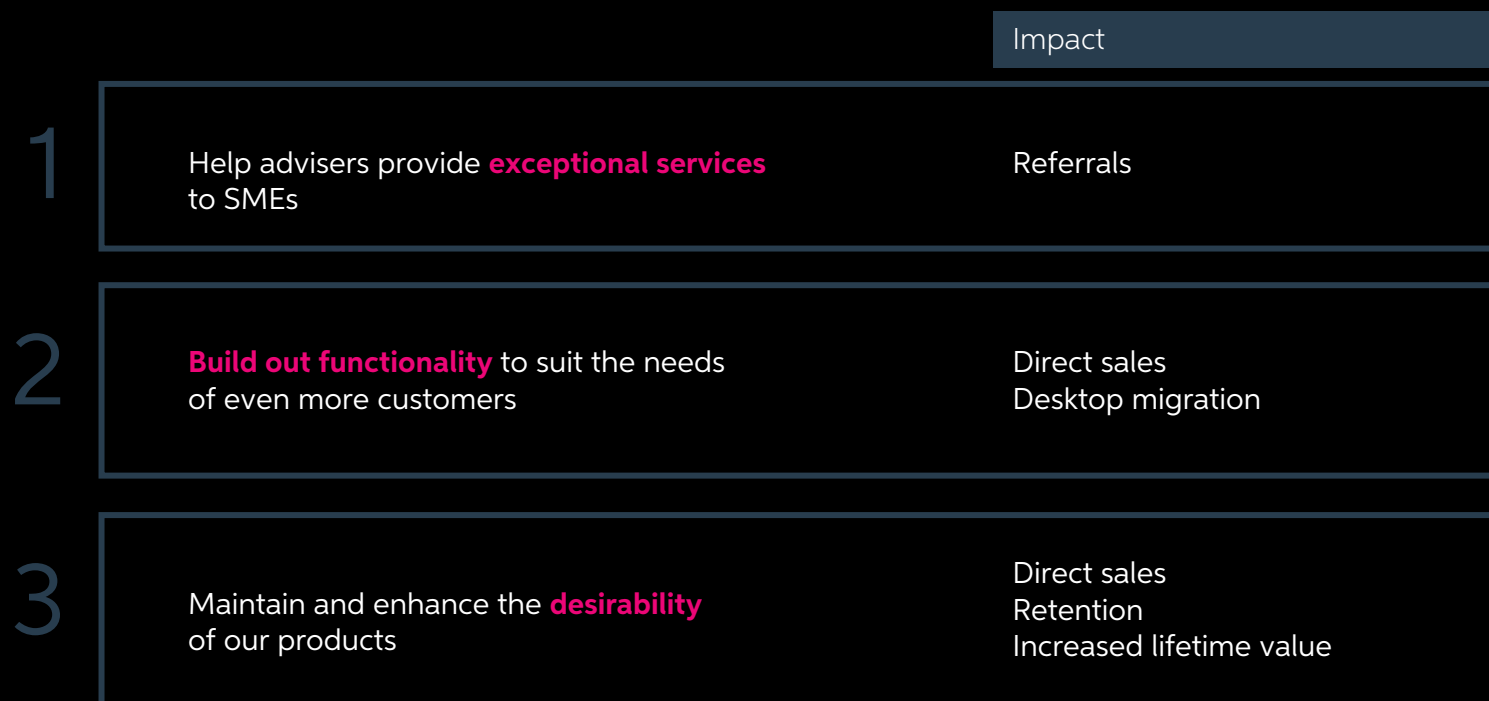 Impact
1
Help advisers provide exceptional services
to SMEs
Referrals
2
Build out functionality to suit the needs
of even more customers
Direct sales
Desktop migration
3
Maintain and enhance the desirability
of our products
Direct sales
Retention
Increased lifetime value